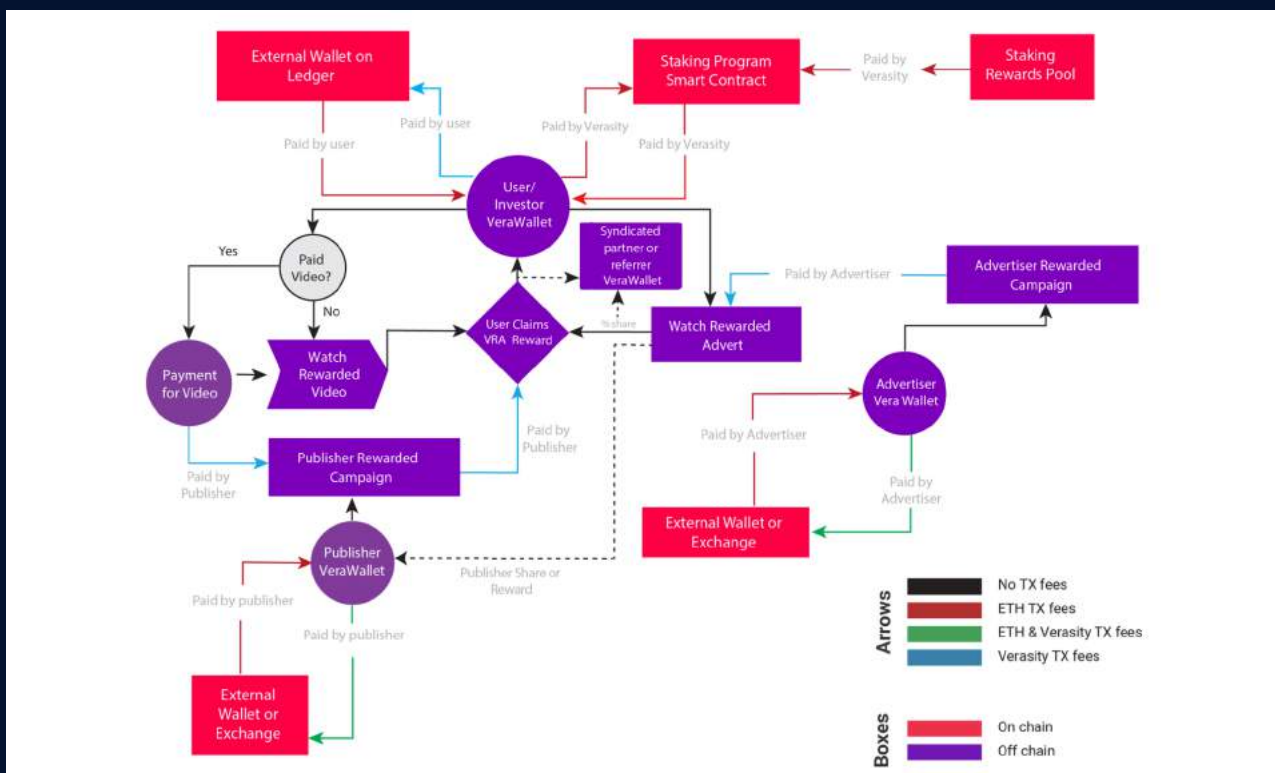 External Wallet on
Ledger
Staking Program
Smart Contract
Paid by
Verasity
Staking
Rewards Pool
Paid by user
Paid by user
Paid by Verasity
Paid by Verasity
User/
Investor
VeraWallet
Yes
Paid
Video?
No
Syndicated
partner or
referrer
VeraWallet
Paid by Advertiser
Advertiser Rewarded
Campaign
User Claims
VRA Reward
% share
Watch Rewarded
Advert
Payment
for Video
Watch
Rewarded
Video
Advertiser
Vera Wallet
Paid by
Publisher
Paid by Advertiser
Publisher Rewarded
Campaign
Paid by
Publisher
Paid by
Advertiser
External Wallet or
Exchange
Publisher
VeraWallet
Publisher Share or
Reward
Paid by publisher
Paid by publisher
External
Wallet or
Exchange
Arrows
No TX fees
ETH TX fees
ETH & Verasity TX fees
Verasity TX fees
Boxes
On chain
Off chain